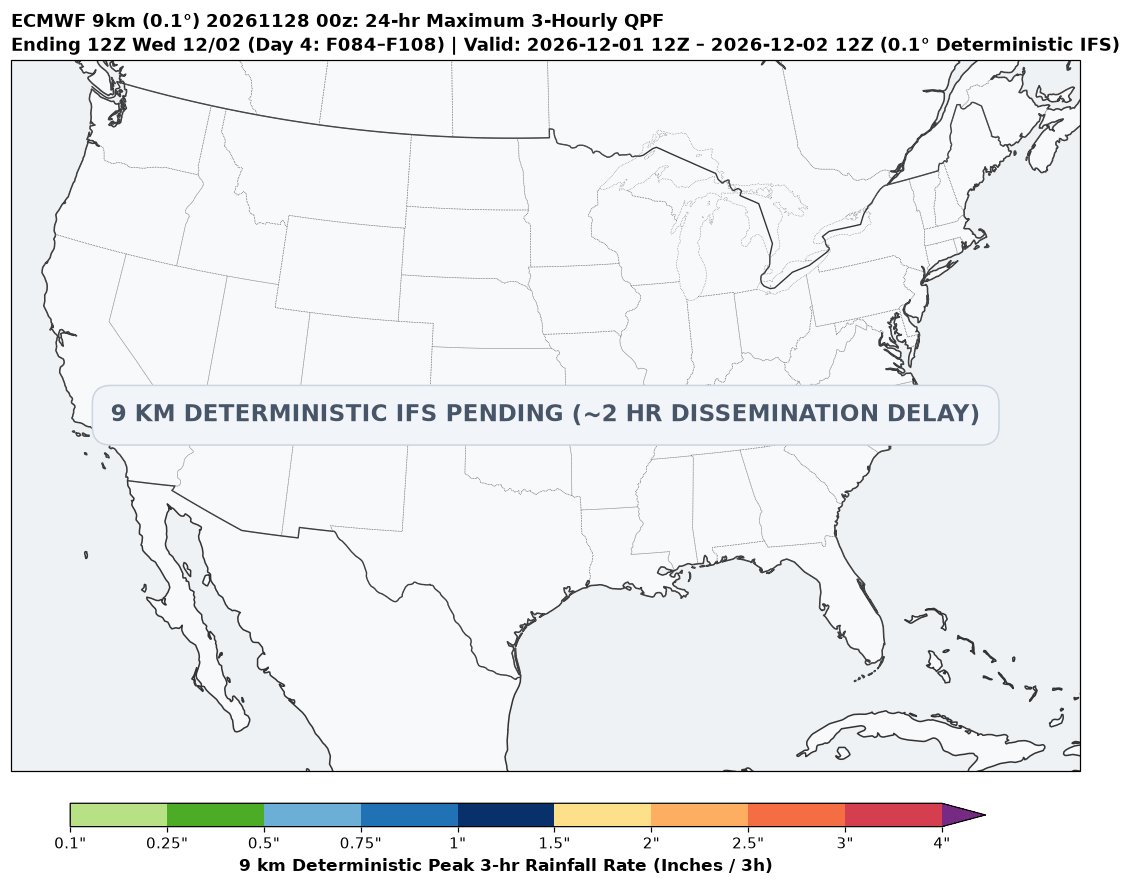 ECMWF 9km (0.1°) 20261128 00z: 24-hr Maximum 3-Hourly QPF
Ending 12Z Wed 12/02 (Day 4: F084–F108) | Valid: 2026-12-01 12Z – 2026-12-02 12Z (0.1° Deterministic IFS)
9 KM DETERMINISTIC IFS PENDING (~2 HR DISSEMINATION DELAY)
0.1" 0.25" 0.5" 0.75" 1" 1.5" 2" 2.5" 3" 4"
9 km Deterministic Peak 3-hr Rainfall Rate (Inches / 3h)